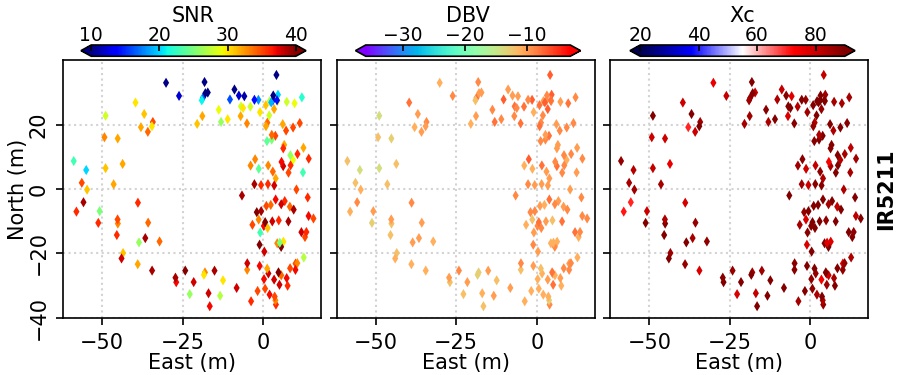 SNR DBV Xc
10 20 30 40 −30 −20 −10 20 40 60 80
20
0
−20
−40
North (m)
−50 −25 0 −50 −25 0 −50 −25 0
East (m) East (m) East (m)
IR5211